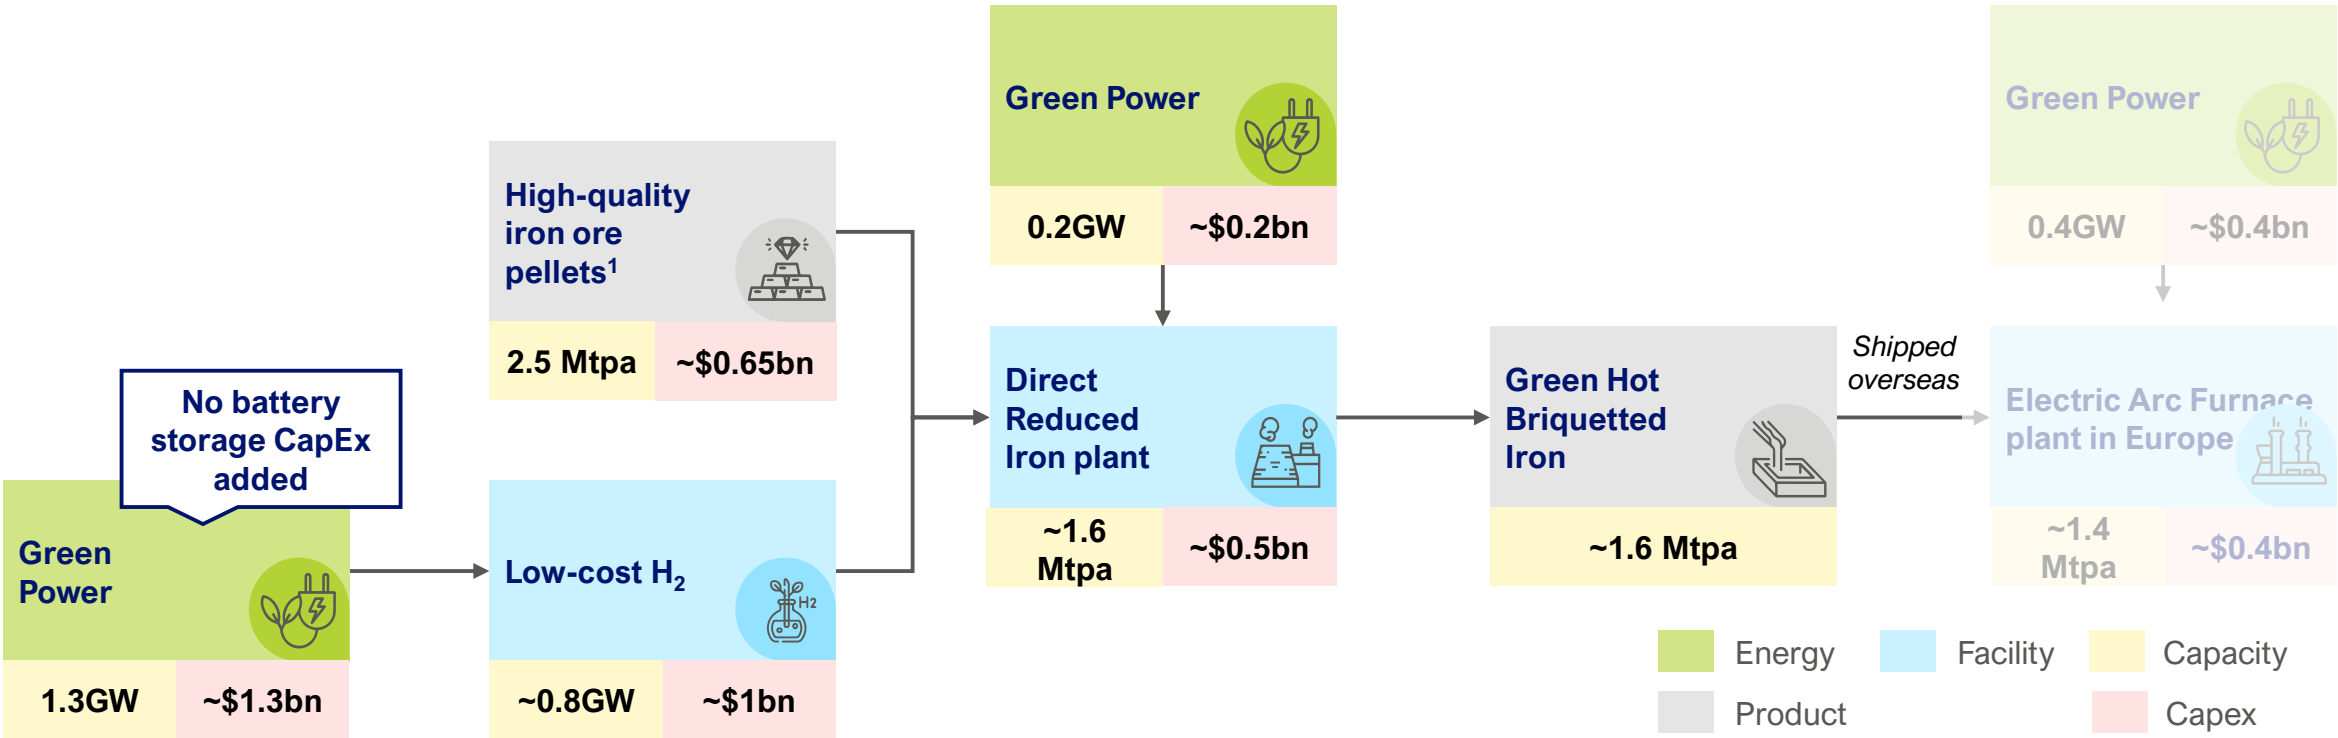 Green Power
0.2GW
~$0.2bn
Green Power
0.4GW
~$0.4bn
High-quality
iron ore
pellets¹
2.5 Mtpa
~$0.65bn
No battery
storage CapEx
added
Green
Power
1.3GW
~$1.3bn
Low-cost H₂
H2
~0.8GW
~$1bn
Direct
Reduced
Iron plant
~1.6
Mtpa
~$0.5bn
Green Hot
Briquetted
Iron
~1.6 Mtpa
Shipped
overseas
Electric Arc Furnace
plant in Europe
~1.4
Mtpa
~$0.4bn
Energy
Facility
Capacity
Product
Capex